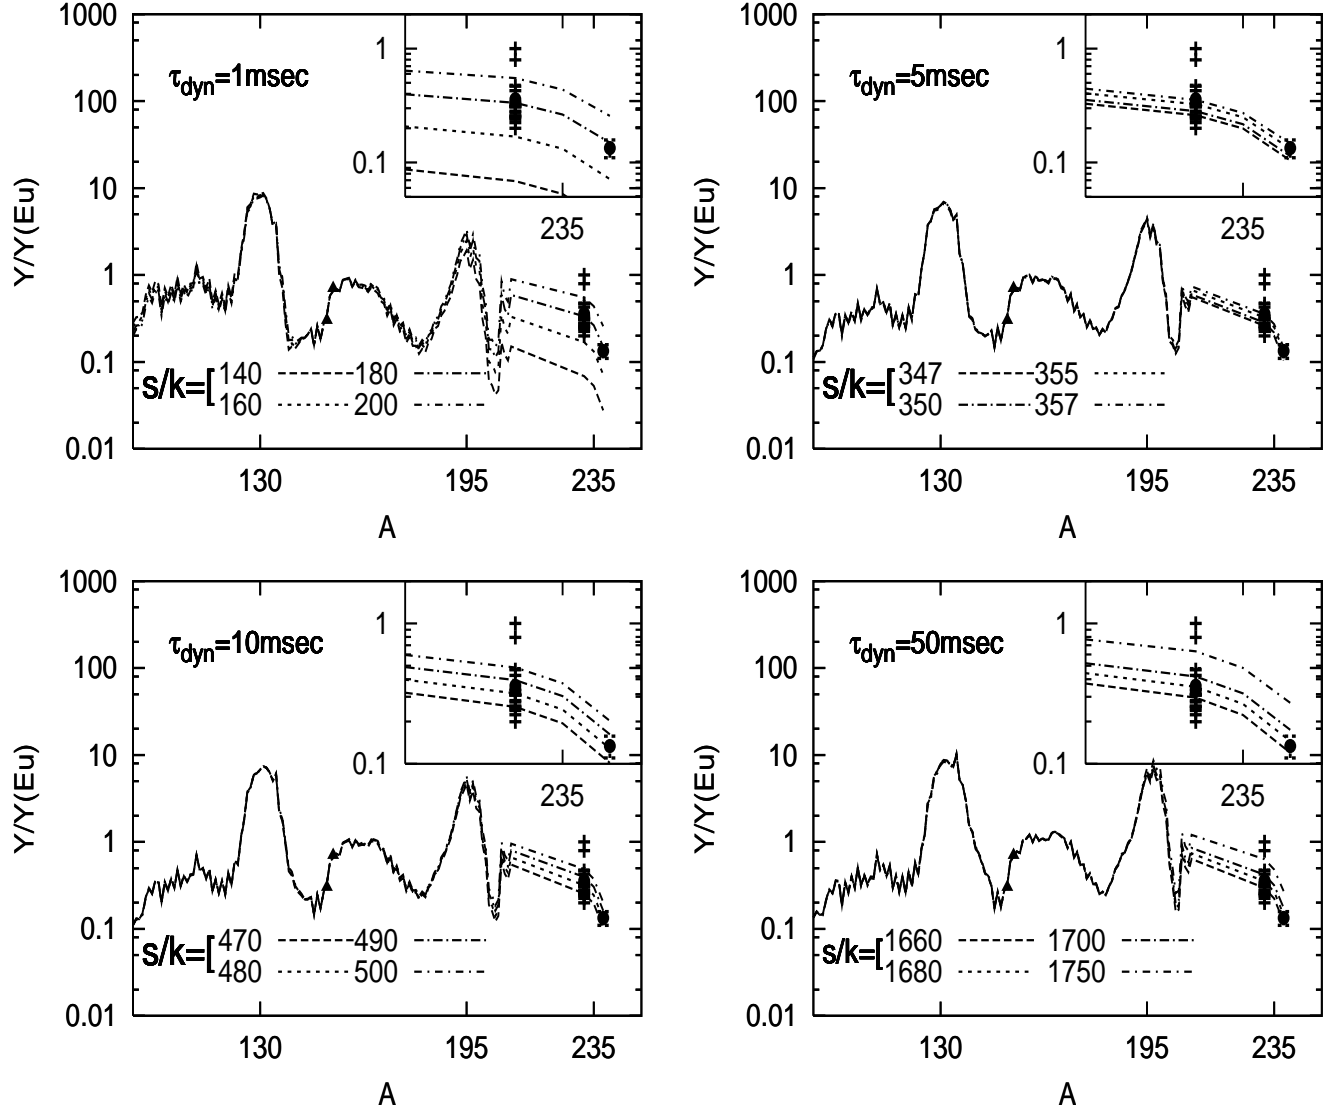 1000
100
10
1
0.1
0.01
Y/Y(Eu)
τdyn=1msec
1
0.1
235
s/k=[
140 180
160 200
130 195 235
A
1000
100
10
1
0.1
0.01
Y/Y(Eu)
τdyn=5msec
1
0.1
235
s/k=[
347 355
350 357
130 195 235
A
1000
100
10
1
0.1
0.01
Y/Y(Eu)
τdyn=10msec
1
0.1
235
s/k=[
470 490
480 500
130 195 235
A
1000
100
10
1
0.1
0.01
Y/Y(Eu)
τdyn=50msec
1
0.1
235
s/k=[
1660 1700
1680 1750
130 195 235
A